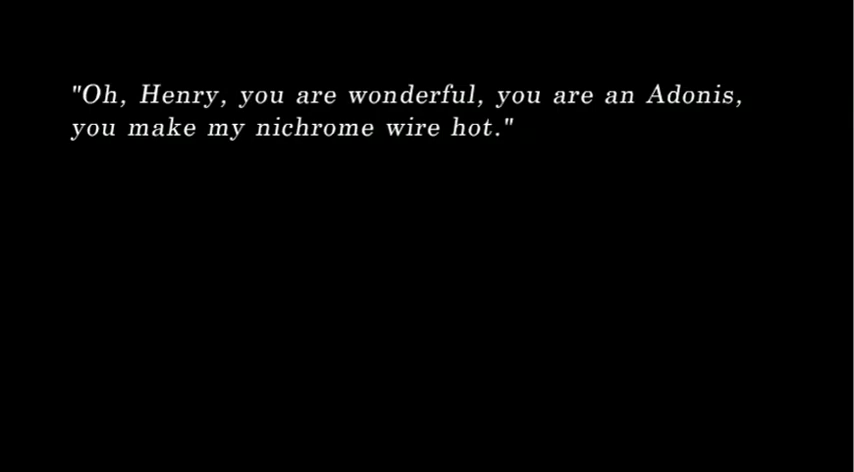 "Oh, Henry, you are wonderful, you are an Adonis,
you make my nichrome wire hot."